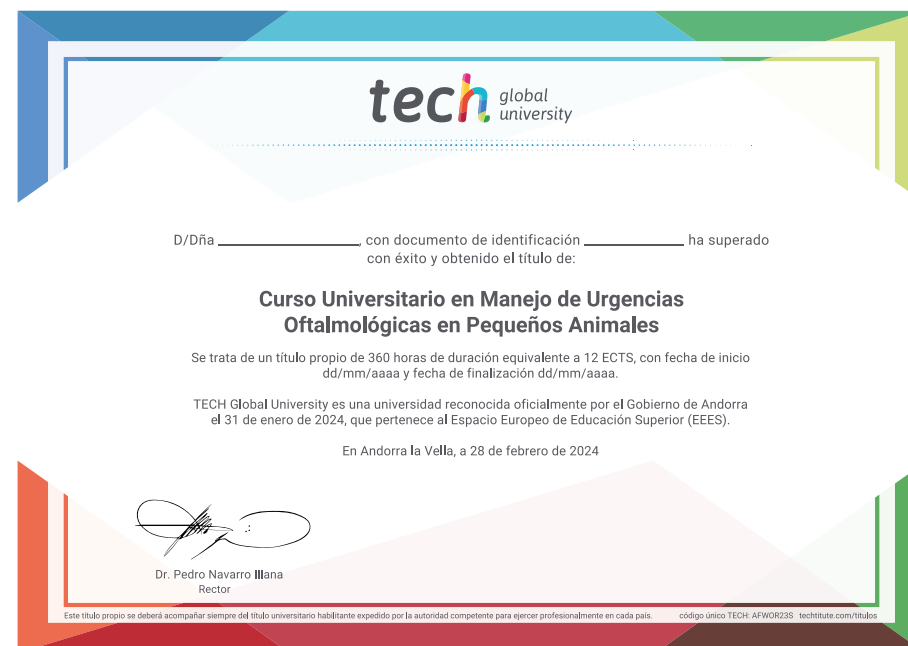 tech global university
D/Dña ____________________, con documento de identificación ______________ ha superado
con éxito y obtenido el título de:
Curso Universitario en Manejo de Urgencias
Oftalmológicas en Pequeños Animales
Se trata de un título propio de 360 horas de duración equivalente a 12 ECTS, con fecha de inicio
dd/mm/aaaa y fecha de finalización dd/mm/aaaa.
TECH Global University es una universidad reconocida oficialmente por el Gobierno de Andorra
el 31 de enero de 2024, que pertenece al Espacio Europeo de Educación Superior (EEES).
En Andorra la Vella, a 28 de febrero de 2024
Dr. Pedro Navarro Illana
Rector
Este título propio se deberá acompañar siempre del título universitario habilitante expedido por la autoridad competente para ejercer profesionalmente en cada país. código único TECH: AFWOR23S techtitute.com/titulos